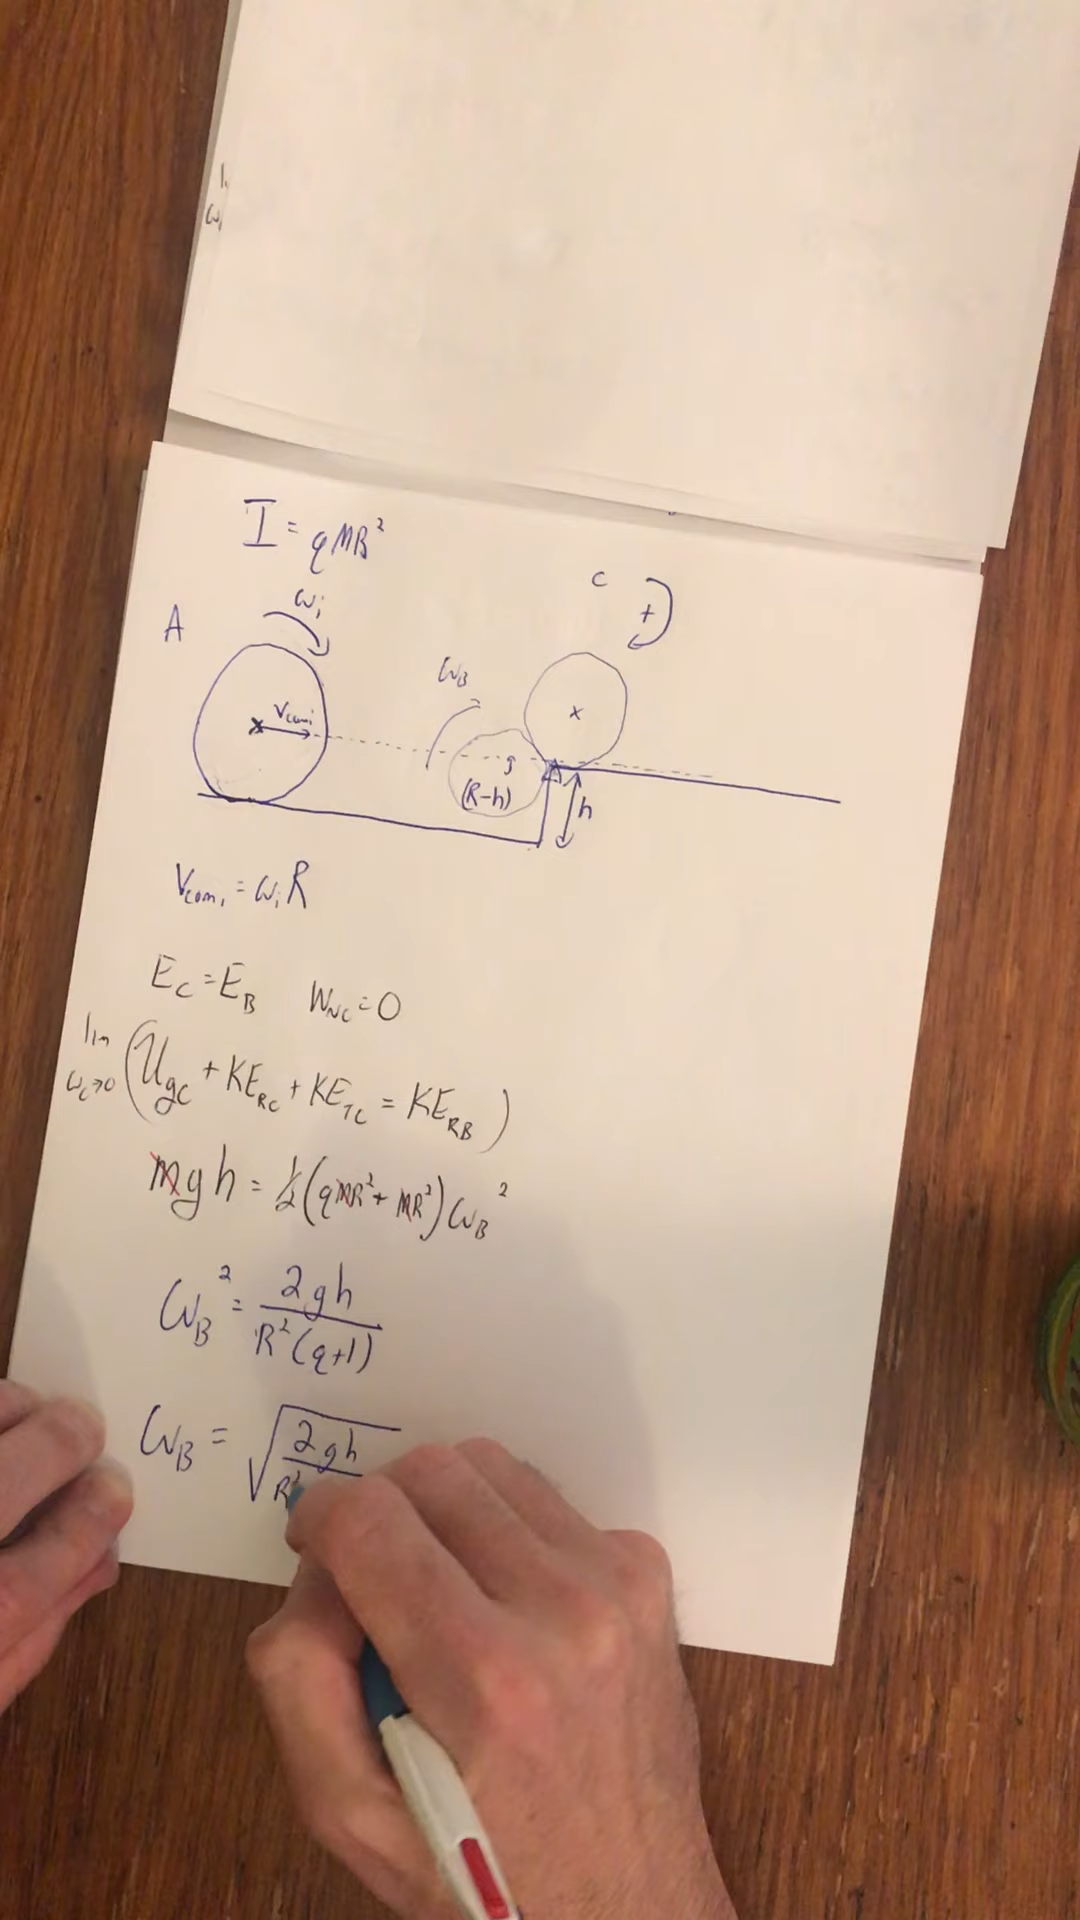 I = qMR²
A
ωᵢ
v_comᵢ
ω_B
C
+
(R-h)
h
V_comᵢ = ωᵢR
E_C = E_B W_NC = 0
lim ω_C→0 (U_gC + KE_RC + KE_TC = KE_RB)
mgh = ½(qmR² + mR²)ω_B²
ω_B² = 2gh / R²(q+1)
ω_B = √(2gh / R²